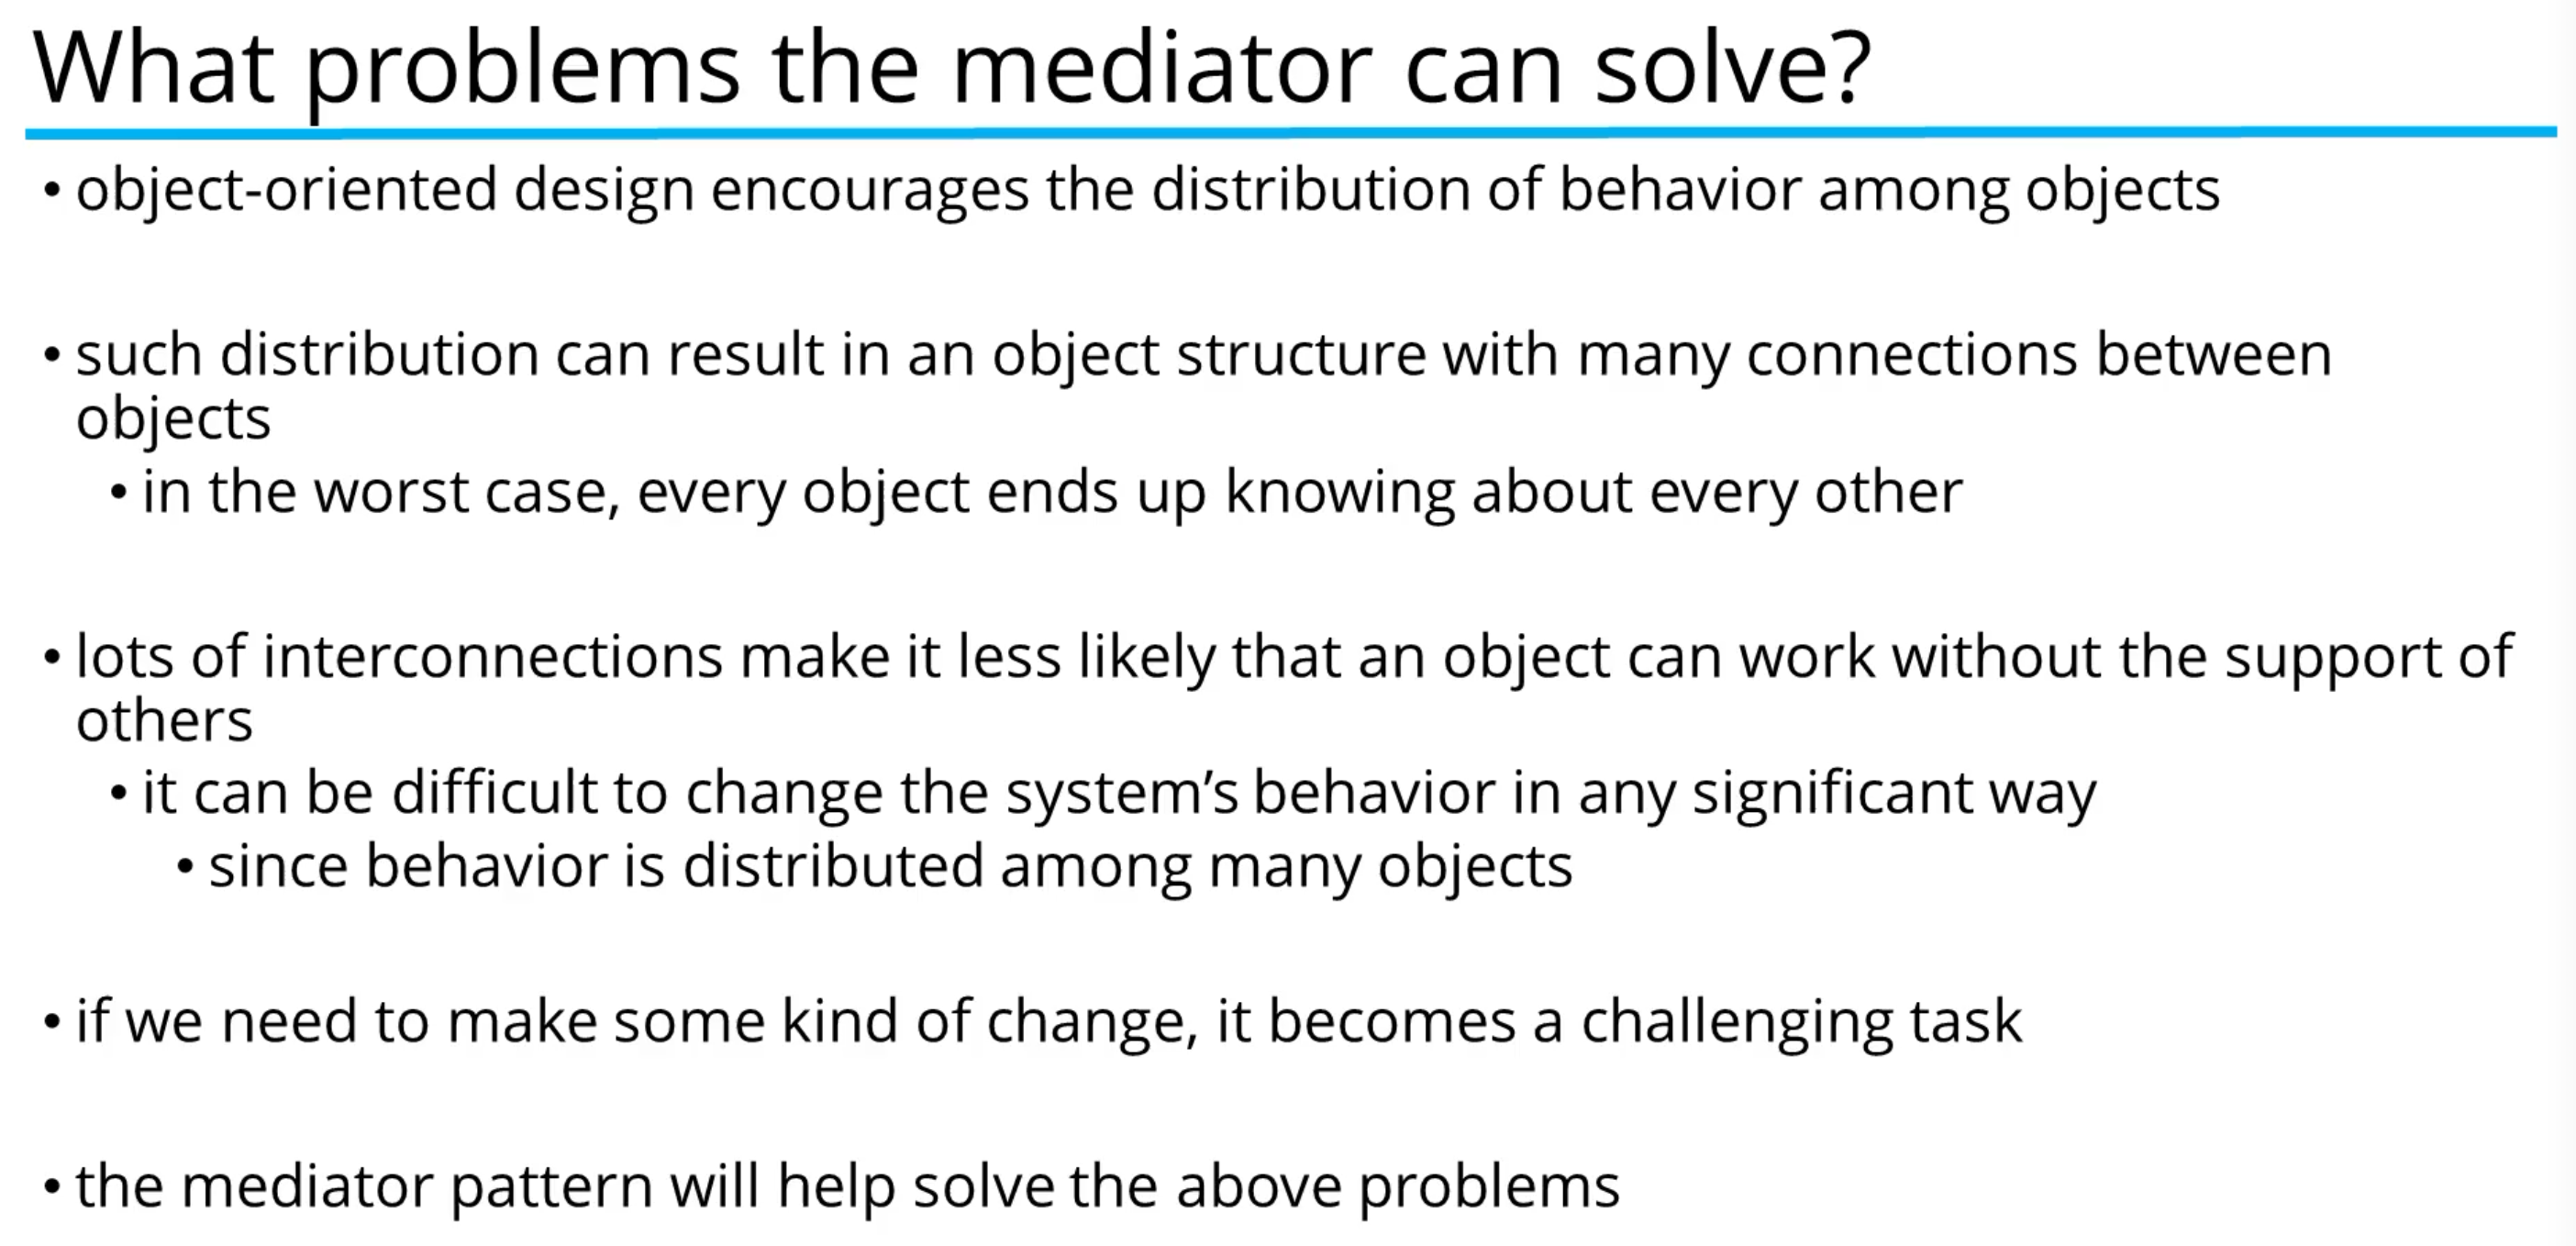 What problems the mediator can solve?
• object-oriented design encourages the distribution of behavior among objects
• such distribution can result in an object structure with many connections between
objects
• in the worst case, every object ends up knowing about every other
• lots of interconnections make it less likely that an object can work without the support of
others
• it can be difficult to change the system’s behavior in any significant way
• since behavior is distributed among many objects
• if we need to make some kind of change, it becomes a challenging task
• the mediator pattern will help solve the above problems